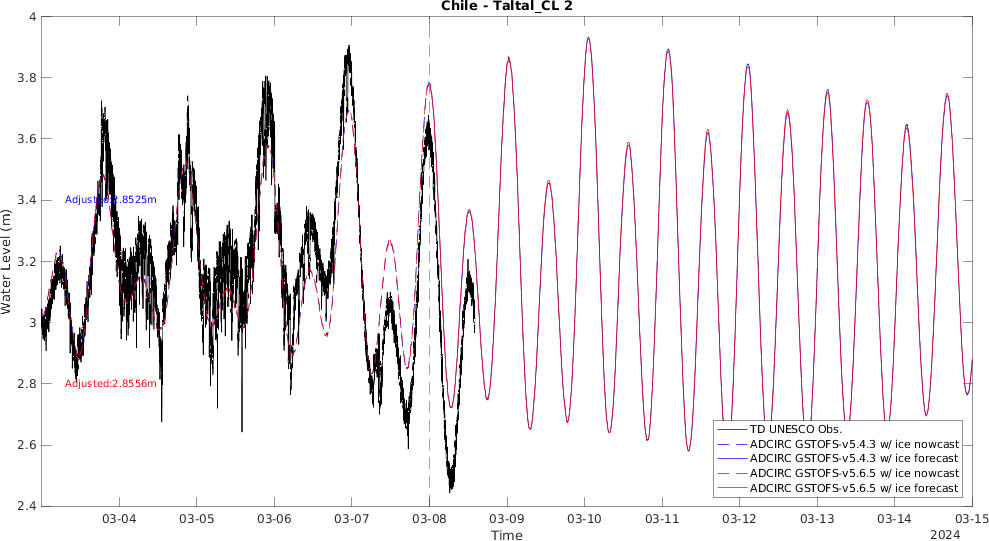 Chile - Taltal_CL 2
4
3.8
3.6
3.4
3.2
3
2.8
2.6
2.4
Water Level (m)
Adjusted:2.8525m
Adjusted:2.8556m
TD UNESCO Obs.
ADCIRC GSTOFS-v5.4.3 w/ ice nowcast
ADCIRC GSTOFS-v5.4.3 w/ ice forecast
ADCIRC GSTOFS-v5.6.5 w/ ice nowcast
ADCIRC GSTOFS-v5.6.5 w/ ice forecast
03-04 03-05 03-06 03-07 03-08 03-09 03-10 03-11 03-12 03-13 03-14 03-15
Time
2024